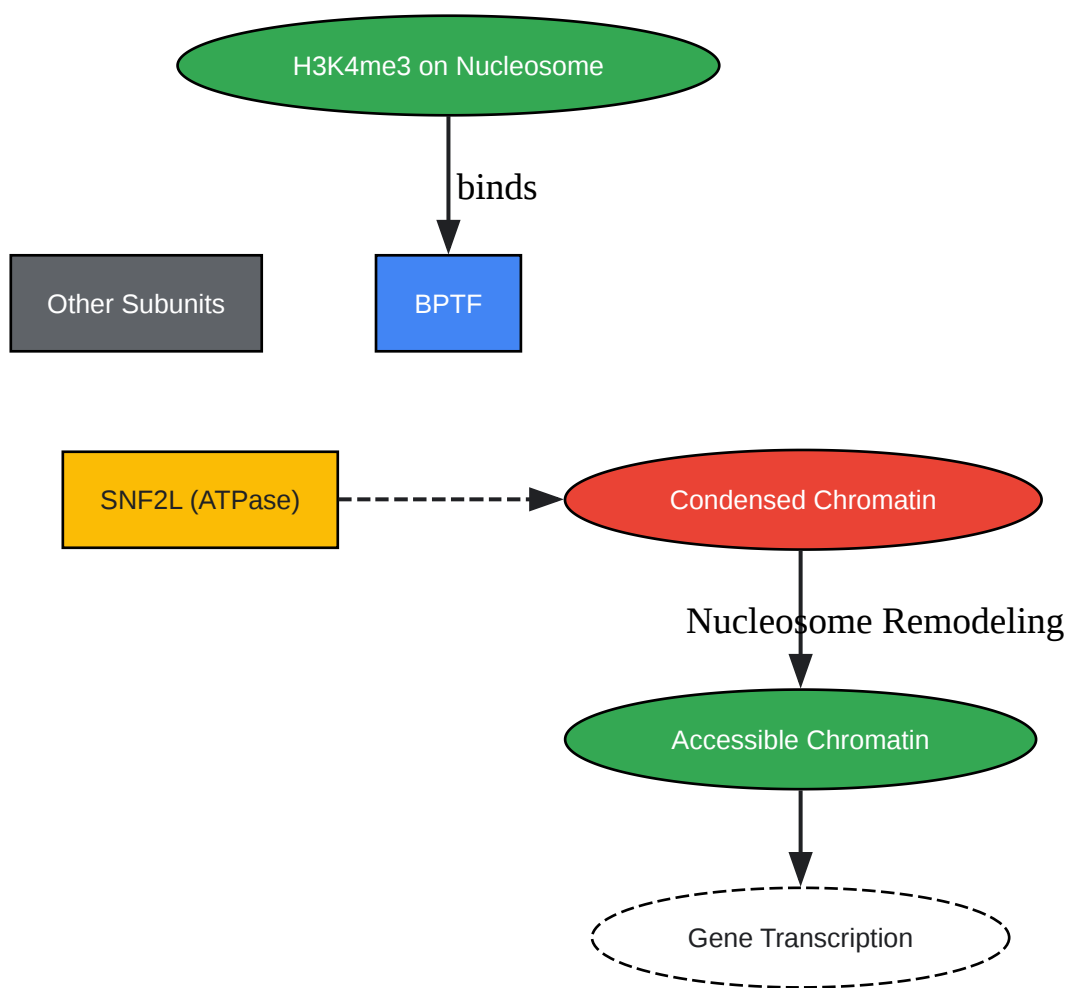 H3K4me3 on Nucleosome
binds
Other Subunits
BPTF
SNF2L (ATPase)
Condensed Chromatin
Nucleosome Remodeling
Accessible Chromatin
Gene Transcription